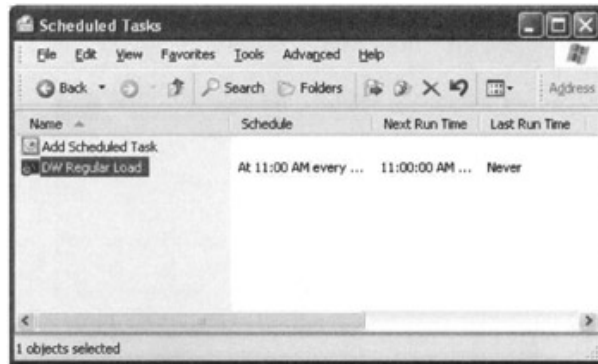 Scheduled Tasks
File Edit View Favorites Tools Advanced Help
Back Search Folders Address
Name Schedule Next Run Time Last Run Time
Add Scheduled Task
DW Regular Load At 11:00 AM every ... 11:00:00 AM ... Never
1 objects selected